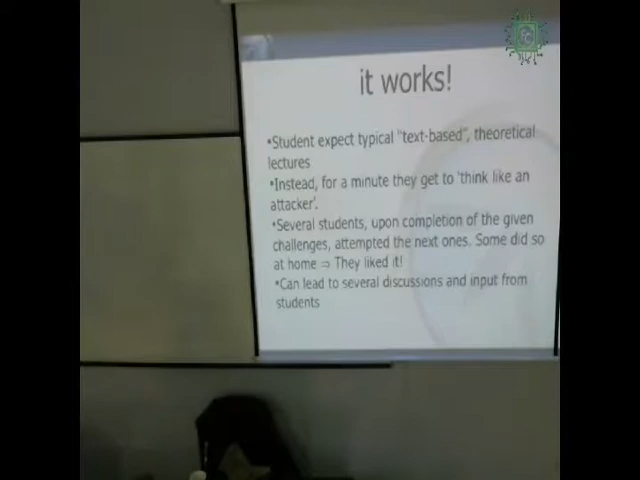 it works!
•Student expect typical "text-based", theoretical
lectures
•Instead, for a minute they get to 'think like an
attacker'.
•Several students, upon completion of the given
challenges, attempted the next ones. Some did so
at home ⇒ They liked it!
•Can lead to several discussions and input from
students